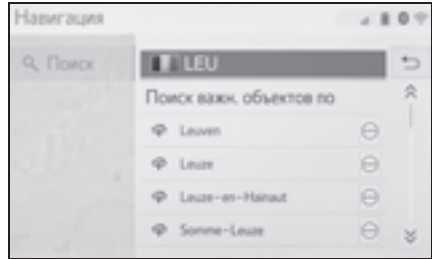 Навигация
Поиск
LEU
Поиск важн. объектов по
Leuven
Leuze
Leuze-en-Hainaut
Somme-Leuze